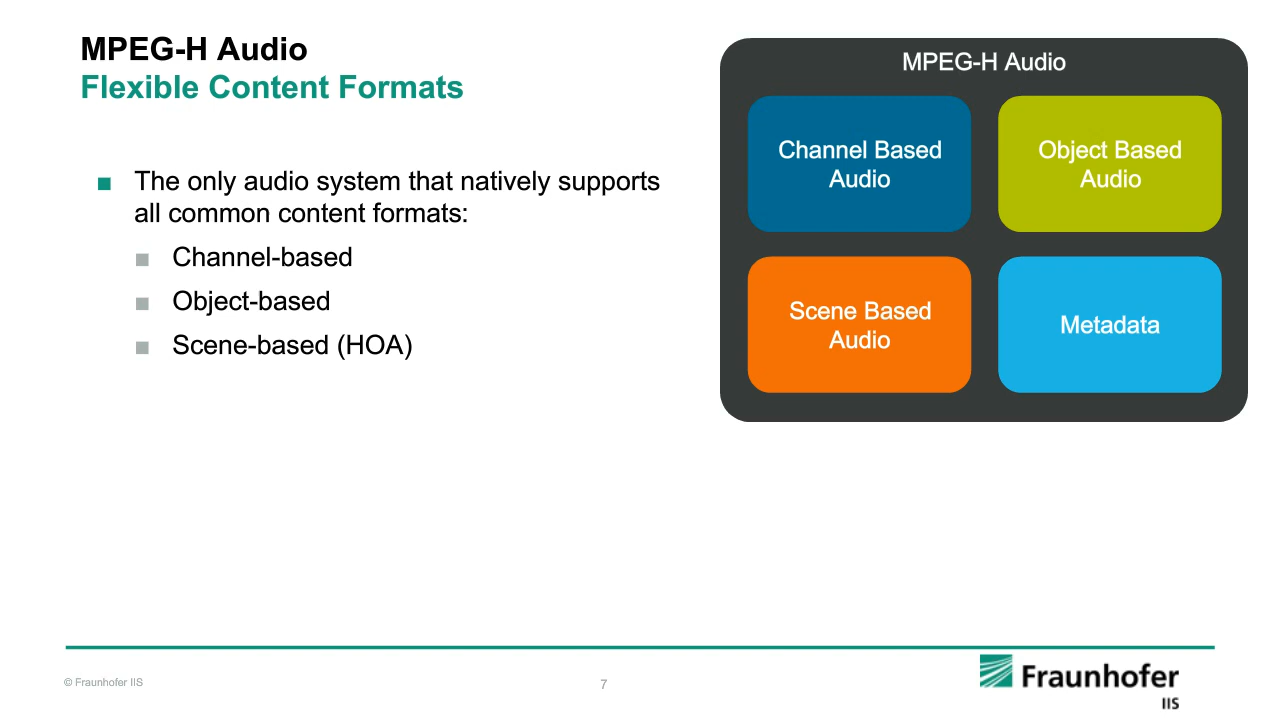 MPEG-H Audio
Flexible Content Formats
The only audio system that natively supports
all common content formats:
Channel-based
Object-based
Scene-based (HOA)
MPEG-H Audio
Channel Based
Audio
Object Based
Audio
Scene Based
Audio
Metadata
© Fraunhofer IIS
7
Fraunhofer
IIS